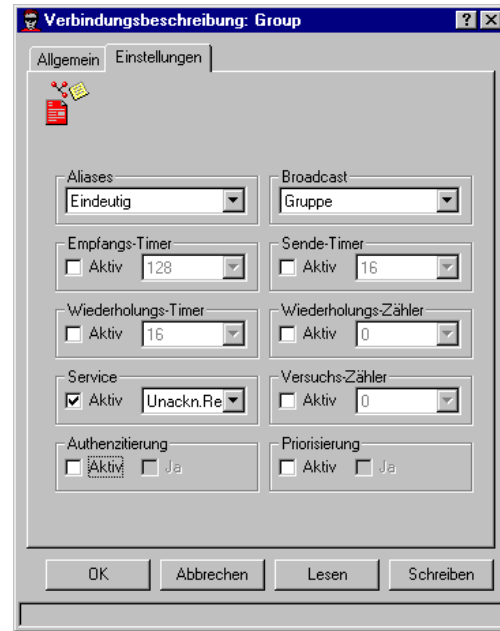 Verbindungsbeschreibung: Group
Allgemein Einstellungen
Aliases Broadcast
Eindeutig Gruppe
Empfangs-Timer Sende-Timer
Aktiv 128 Aktiv 16
Wiederholungs-Timer Wiederholungs-Zähler
Aktiv 16 Aktiv 0
Service Versuchs-Zähler
Aktiv Unackn.Re Aktiv 0
Authenzitierung Priorisierung
Aktiv Ja Aktiv Ja
OK Abbrechen Lesen Schreiben